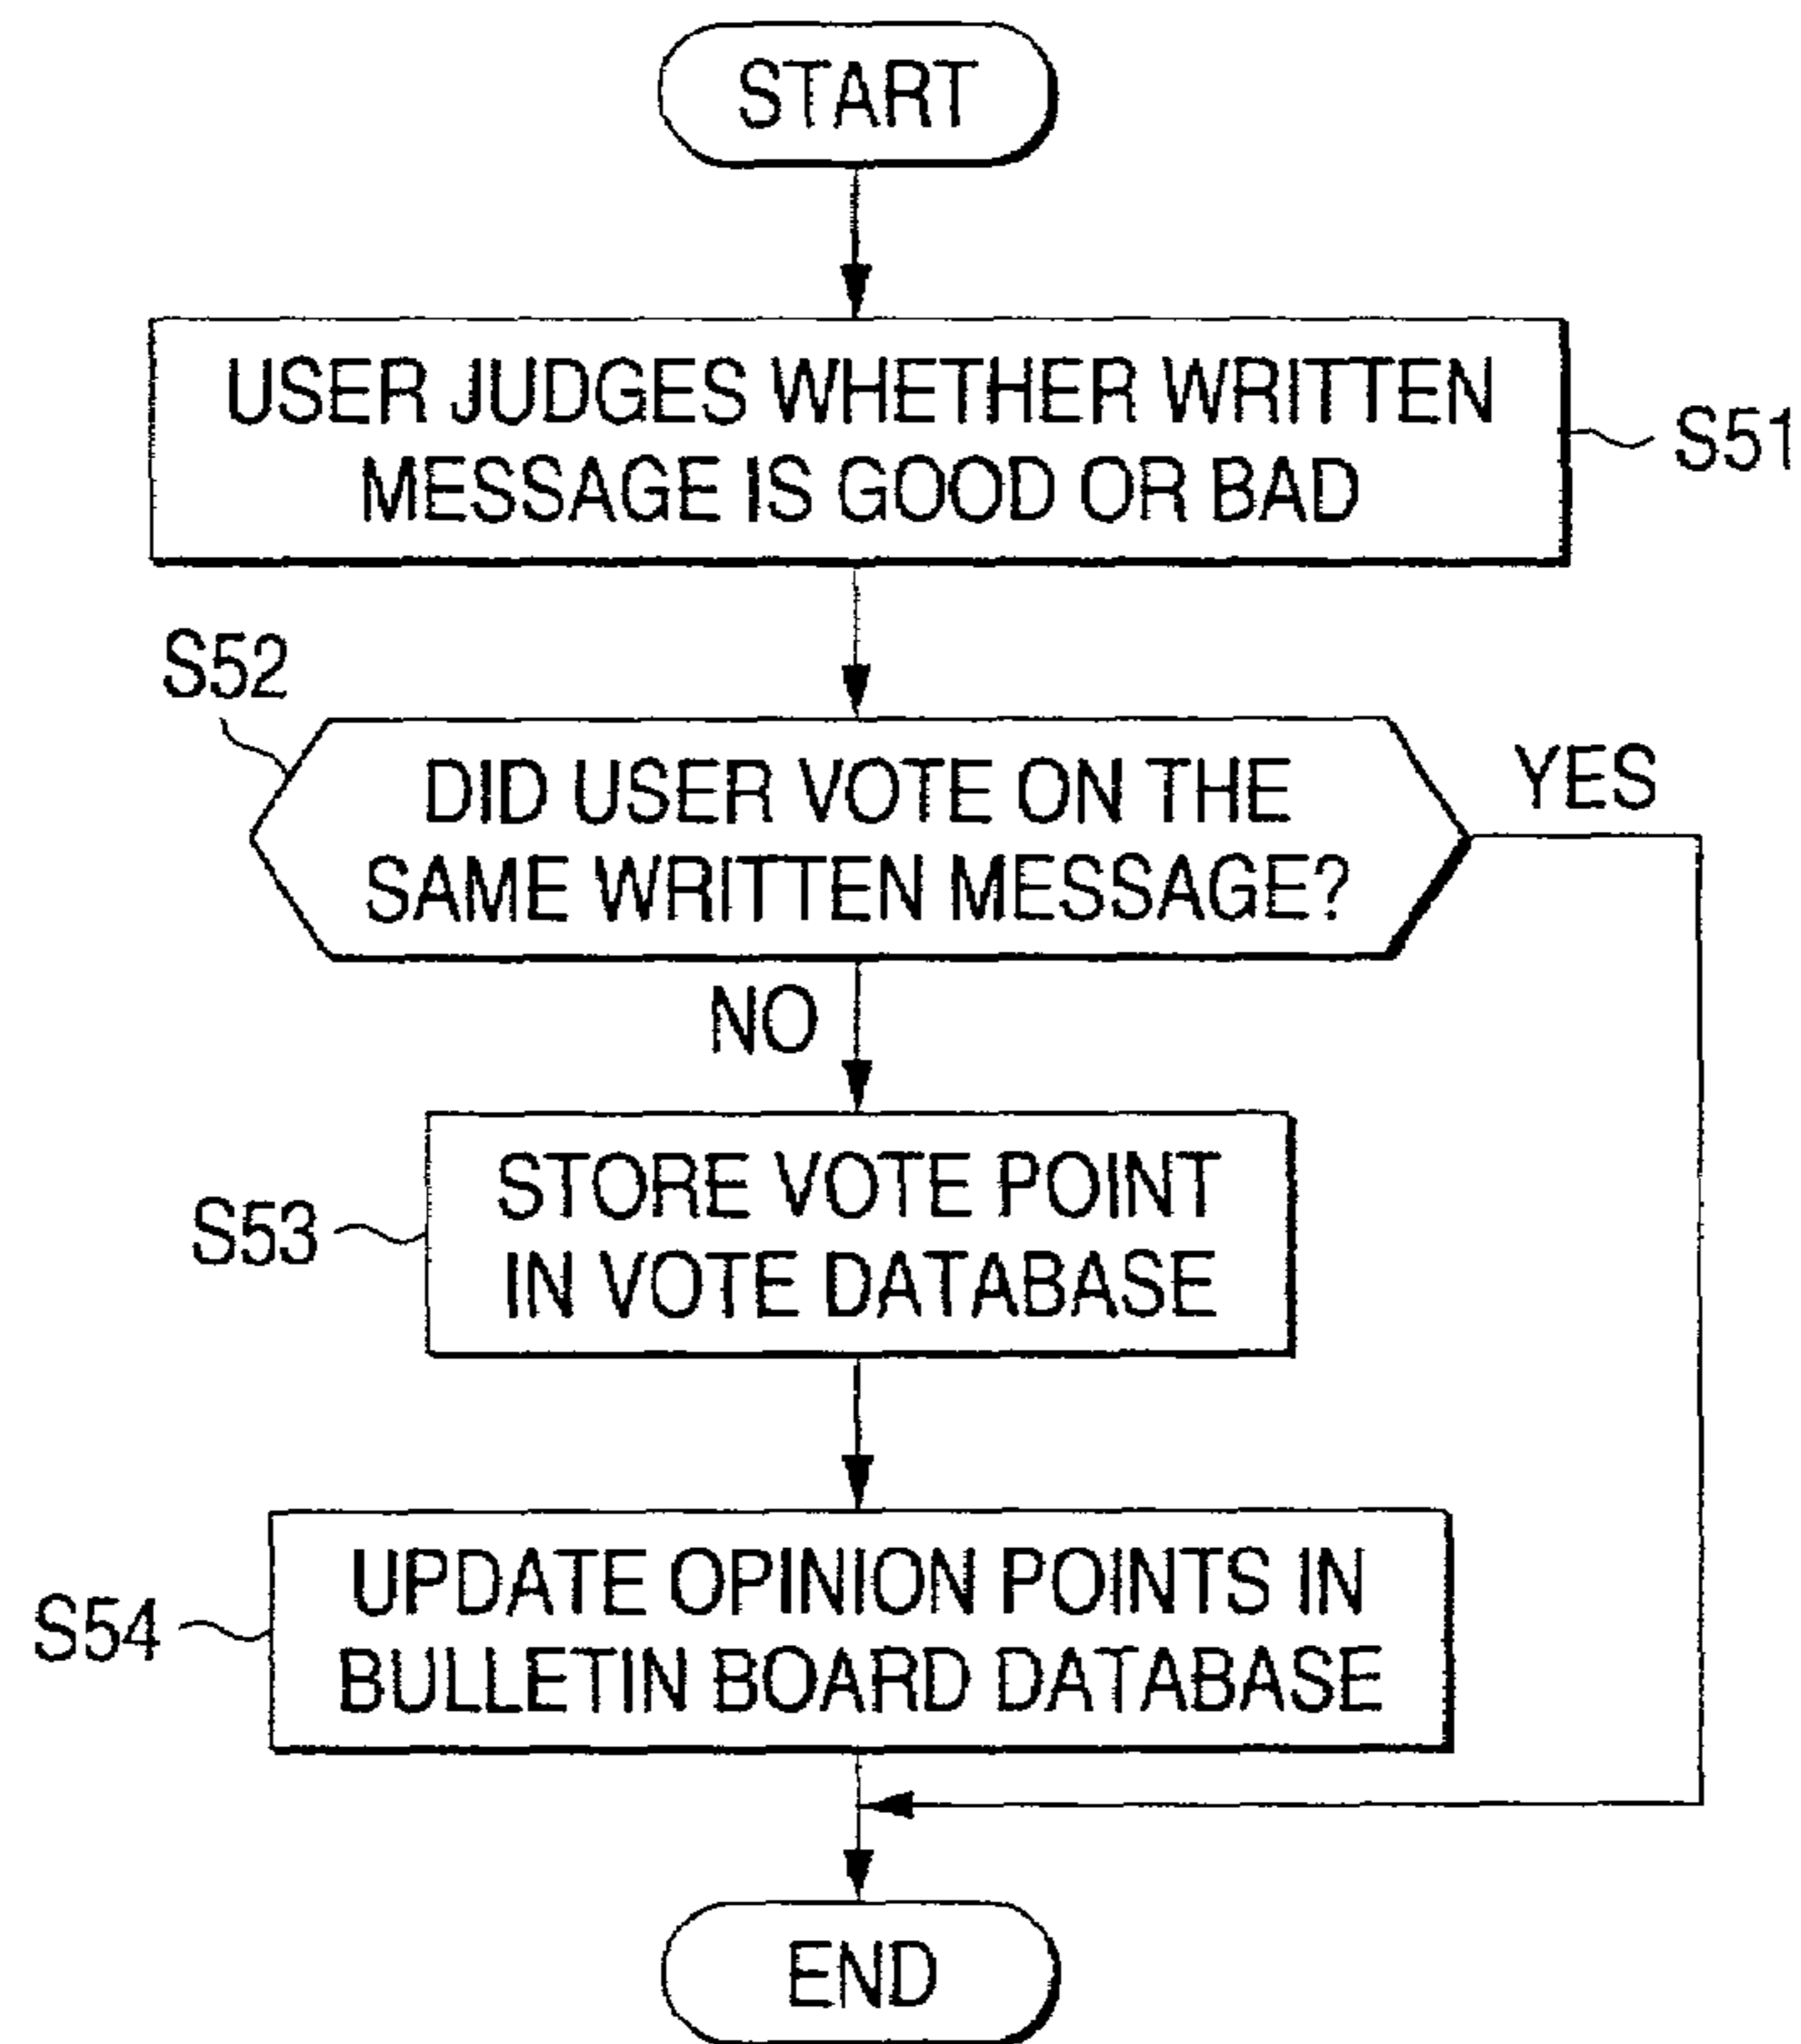 START
USER JUDGES WHETHER WRITTEN
MESSAGE IS GOOD OR BAD
S51
S52
DID USER VOTE ON THE
SAME WRITTEN MESSAGE?
YES
NO
STORE VOTE POINT
IN VOTE DATABASE
S53
UPDATE OPINION POINTS IN
BULLETIN BOARD DATABASE
S54
END